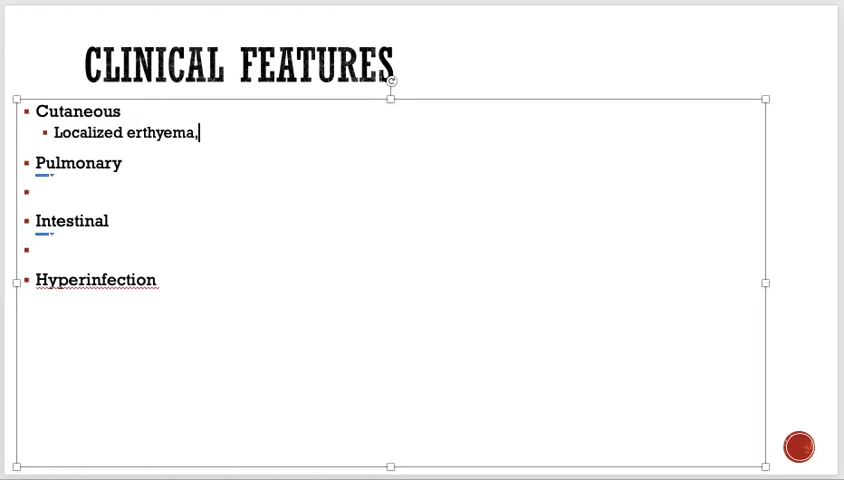 CLINICAL FEATURES
Cutaneous
Localized erthyema,
Pulmonary
Intestinal
Hyperinfection